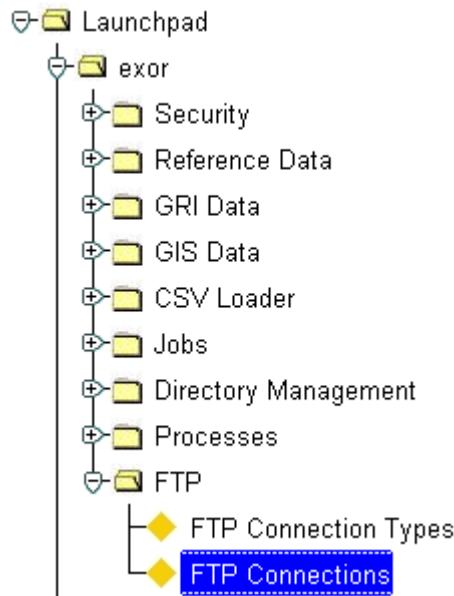 Launchpad
exor
Security
Reference Data
GRI Data
GIS Data
CSV Loader
Jobs
Directory Management
Processes
FTP
FTP Connection Types
FTP Connections